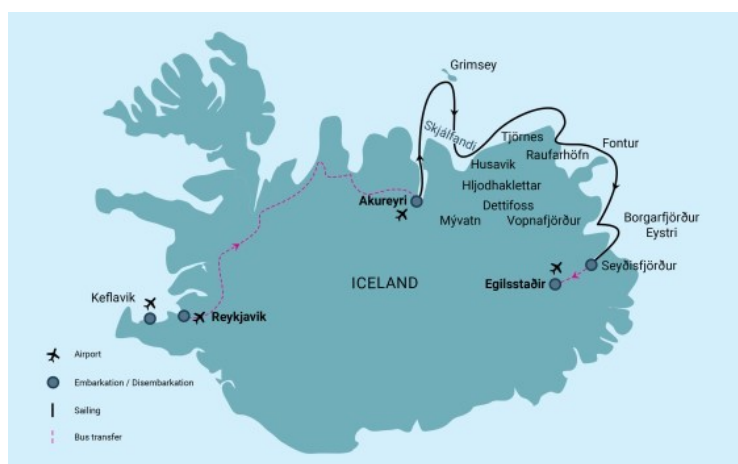 Grimsey
Skjálfandi
Tjörnes
Fontur
Raufarhöfn
Husavik
Hljodhaklettar
Akureyri
Dettifoss
Mývatn
Vopnafjörður
Borgarfjörður
Eystri
Seyðisfjörður
ICELAND
Egilsstaðir
Keflavik
Reykjavik
Airport
Embarkation / Disembarkation
Sailing
Bus transfer